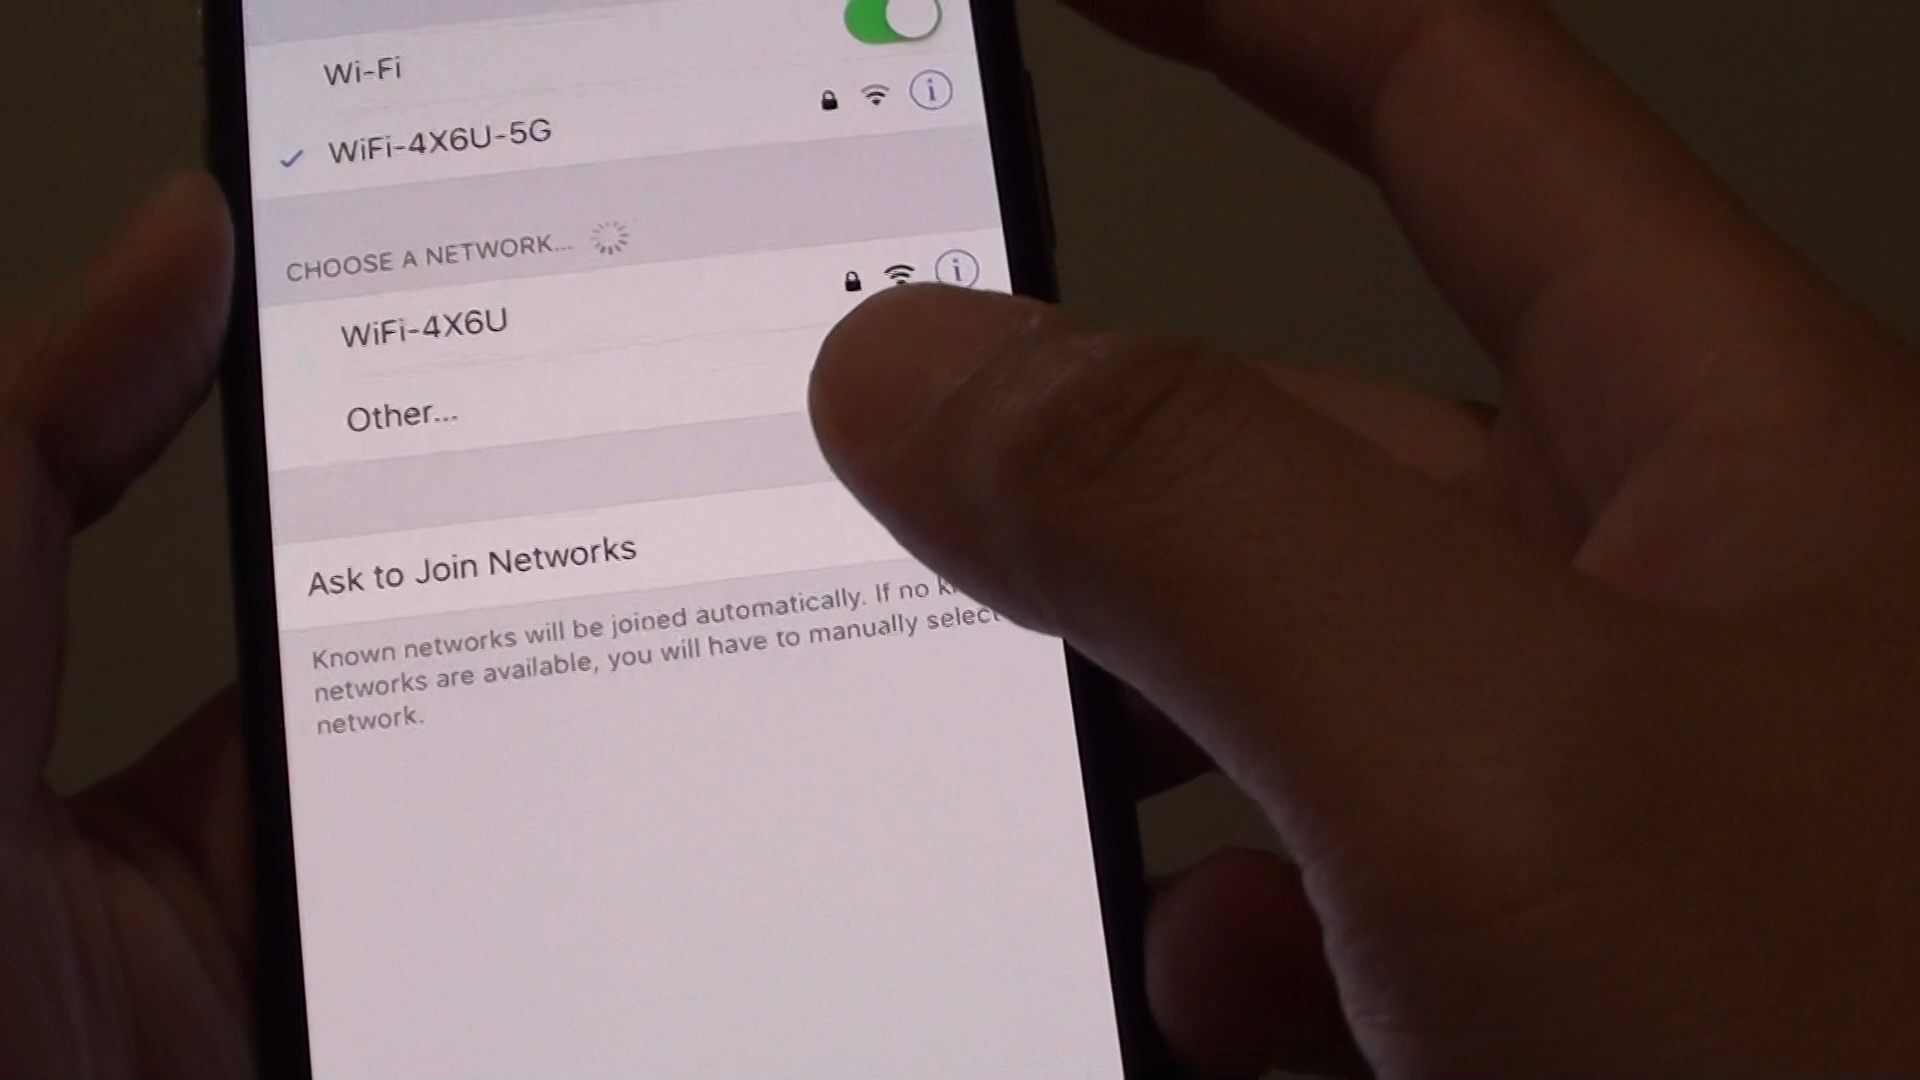 Wi-Fi
WiFi-4X6U-5G
CHOOSE A NETWORK...
WiFi-4X6U
Other...
Ask to Join Networks
Known networks will be joined automatically. If no
networks are available, you will have to manually select
network.